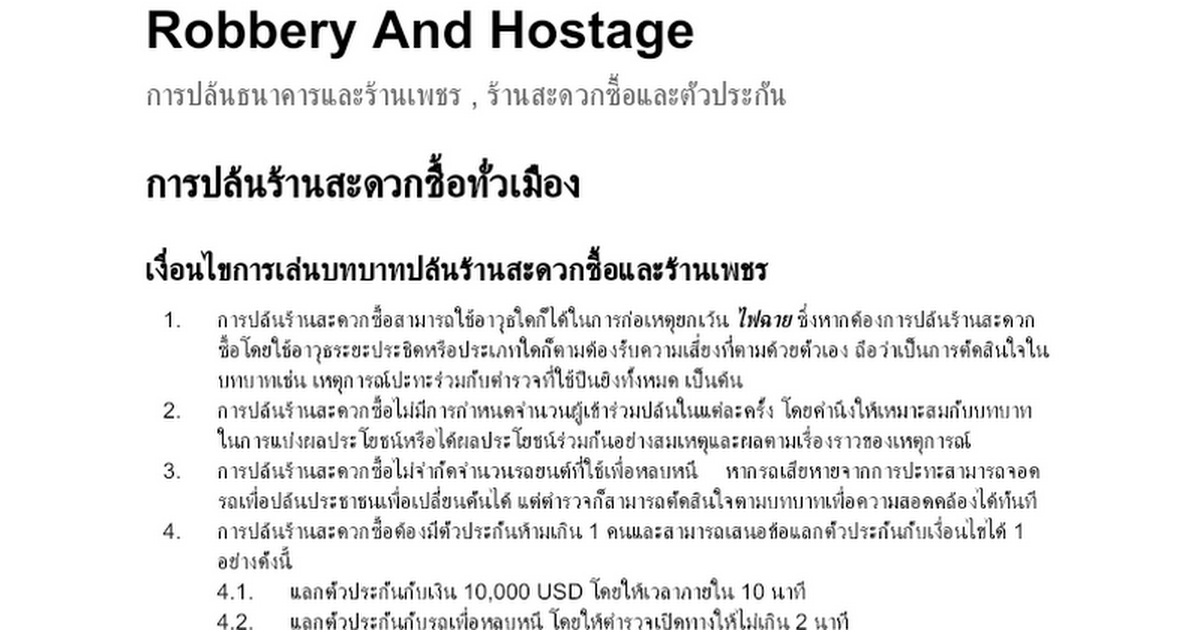 Robbery And Hostage
การปล้นธนาคารและร้านเพชร , ร้านสะดวกซื้อและตัวประกัน
การปล้นร้านสะดวกซื้อทั่วเมือง
เงื่อนไขการเล่นบทบาทปล้นร้านสะดวกซื้อและร้านเพชร
1. การปล้นร้านสะดวกซื้อสามารถใช้อาวุธใดก็ได้ในการก่อเหตุยกเว้น ไฟฉาย ซึ่งหากต้องการปล้นร้านสะดวก
ซื้อโดยใช้อาวุธระยะประชิดหรือประเภทใดก็ตามต้องรับความเสี่ยงที่ตามด้วยตัวเอง ถือว่าเป็นการตัดสินใจใน
บทบาทเช่น เหตุการณ์ปะทะร่วมกับตำรวจที่ใช้ปืนยิงทั้งหมด เป็นต้น
2. การปล้นร้านสะดวกซื้อไม่มีการกำหนดจำนวนผู้เข้าร่วมปล้นในแต่ละครั้ง โดยคำนึงให้เหมาะสมกับบทบาท
ในการแบ่งผลประโยชน์หรือได้ผลประโยชน์ร่วมกันอย่างสมเหตุและผลตามเรื่องราวของเหตุการณ์
3. การปล้นร้านสะดวกซื้อไม่จำกัดจำนวนรถยนต์ที่ใช้เพื่อหลบหนี หากรถเสียหายจากการปะทะสามารถจอด
รถเพื่อปล้นประชาชนเพื่อเปลี่ยนคันได้ แต่ตำรวจก็สามารถตัดสินใจตามบทบาทเพื่อความสอดคล้องได้ทันที
4. การปล้นร้านสะดวกซื้อต้องมีตัวประกันห้ามเกิน 1 คนและสามารถเสนอข้อแลกตัวประกันกับเงื่อนไขได้ 1
อย่างดังนี้
4.1. แลกตัวประกันกับเงิน 10,000 USD โดยให้เวลาภายใน 10 นาที
4.2. แลกตัวประกันกับรถเพื่อหลบหนี โดยให้ตำรวจเปิดทางให้ไม่เกิน 2 นาที